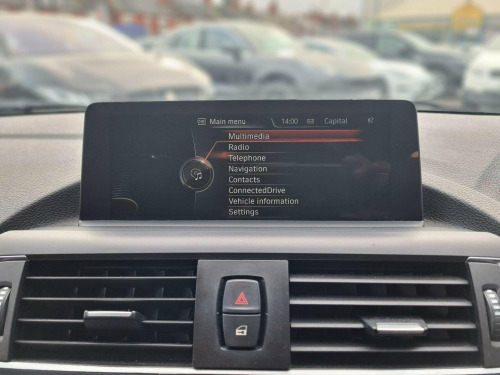 Main menu 14:00 Capital
Multimedia
Radio
Telephone
Navigation
Contacts
ConnectedDrive
Vehicle information
Settings